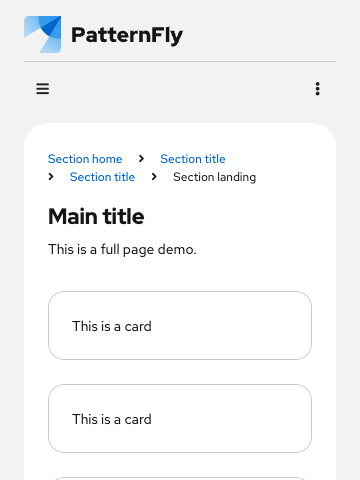 PatternFly
Section home Section title
Section title Section landing
Main title
This is a full page demo.
This is a card
This is a card